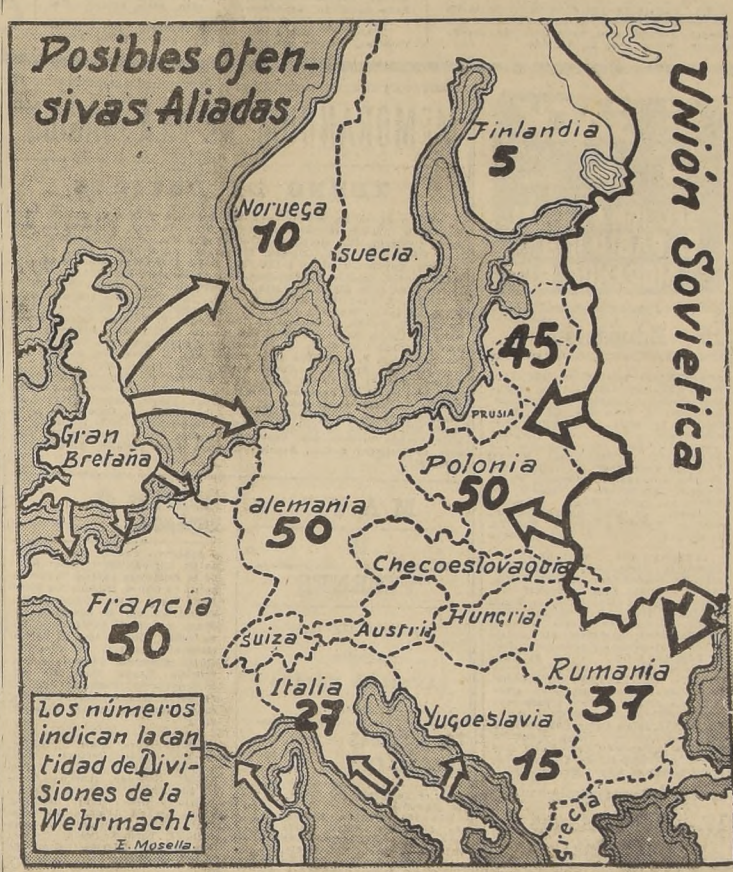 Posibles ofen-
sivas Aliadas
Unión Sovietica
Finlandia
5
Noruega
10
suecia.
45
PRUSIA
Gran
Bretaña
Polonia
50
alemania
50
Checoeslovaquia
Francia
50
suiza
Austria
Hungria
Italia
27
Rumania
37
Yugoeslavia
15
Grecia
Los números
indican la can
tidad de Divi-
siones de la
Wehrmacht
E. Mosella.